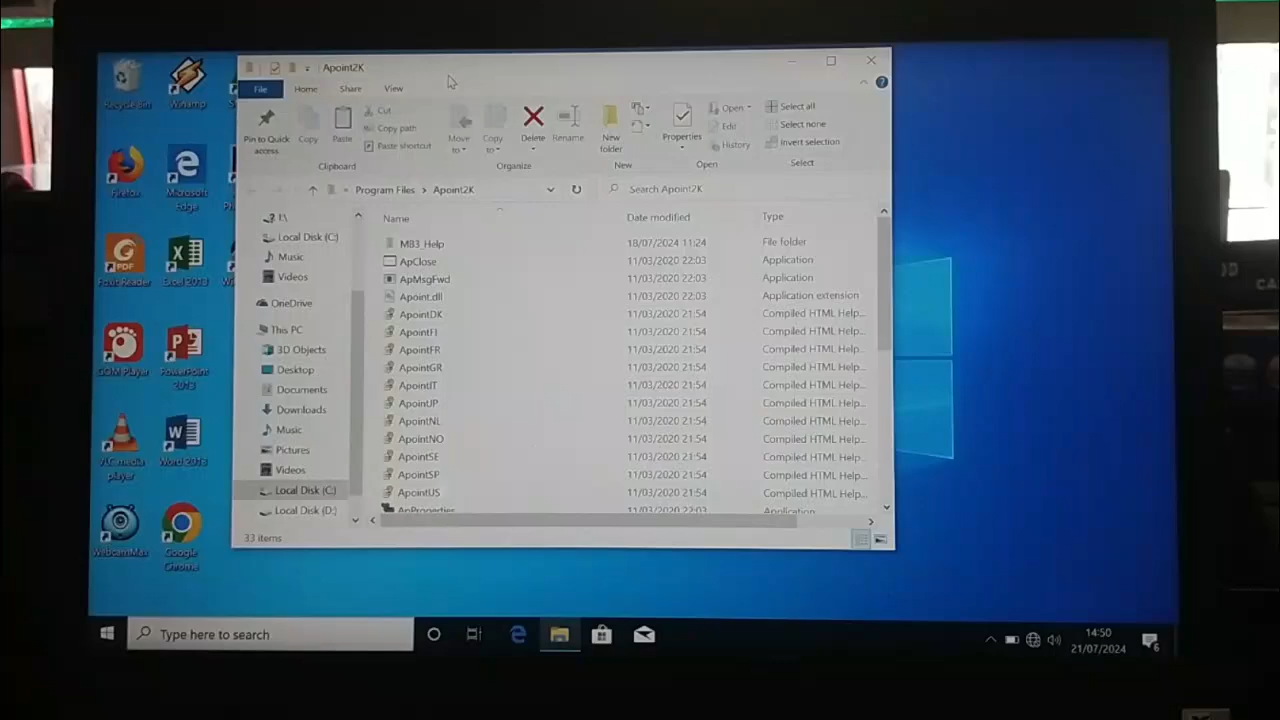 Recycle Bin
Winamp
Firefox
Microsoft
Edge
Foxit Reader
Excel 2013
GOM Player
PowerPoint
2013
VLC media
player
Word 2013
WebcamMax
Google
Chrome
Apoint2K
File
Home
Share
View
Pin to Quick
access
Copy
Paste
Cut
Copy path
Paste shortcut
Clipboard
Move
to
Copy
to
Delete
Rename
Organize
New
folder
New
Properties
Open
Edit
History
Open
Select all
Select none
Invert selection
Select
Program Files > Apoint2K
Search Apoint2K
I:\
Local Disk (C:)
Music
Videos
OneDrive
This PC
3D Objects
Desktop
Documents
Downloads
Music
Pictures
Videos
Local Disk (C:)
Local Disk (D:)
Name Date modified Type
M83_Help 18/07/2024 11:24 File folder
ApClose 11/03/2020 22:03 Application
ApMsgFwd 11/03/2020 22:03 Application
Apoint.dll 11/03/2020 22:03 Application extension
ApointDK 11/03/2020 21:54 Compiled HTML Help...
ApointFI 11/03/2020 21:54 Compiled HTML Help...
ApointFR 11/03/2020 21:54 Compiled HTML Help...
ApointGR 11/03/2020 21:54 Compiled HTML Help...
ApointIT 11/03/2020 21:54 Compiled HTML Help...
ApointJP 11/03/2020 21:54 Compiled HTML Help...
ApointNL 11/03/2020 21:54 Compiled HTML Help...
ApointNO 11/03/2020 21:54 Compiled HTML Help...
ApointSE 11/03/2020 21:54 Compiled HTML Help...
ApointSP 11/03/2020 21:54 Compiled HTML Help...
ApointUS 11/03/2020 21:54 Compiled HTML Help...
ApProperties 11/03/2020 22:03 Application
33 items
Type here to search
14:50
21/07/2024
6